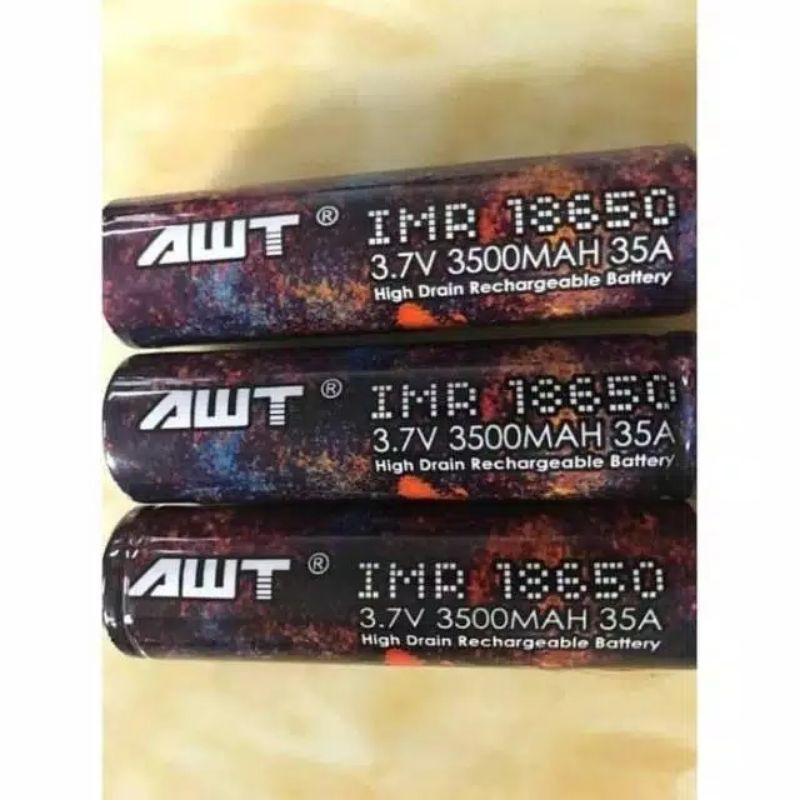 AWT ® IMR 18650
3.7V 3500MAH 35A
High Drain Rechargeable Battery
AWT ® IMR 18650
3.7V 3500MAH 35A
High Drain Rechargeable Battery
AWT ® IMR 18650
3.7V 3500MAH 35A
High Drain Rechargeable Battery